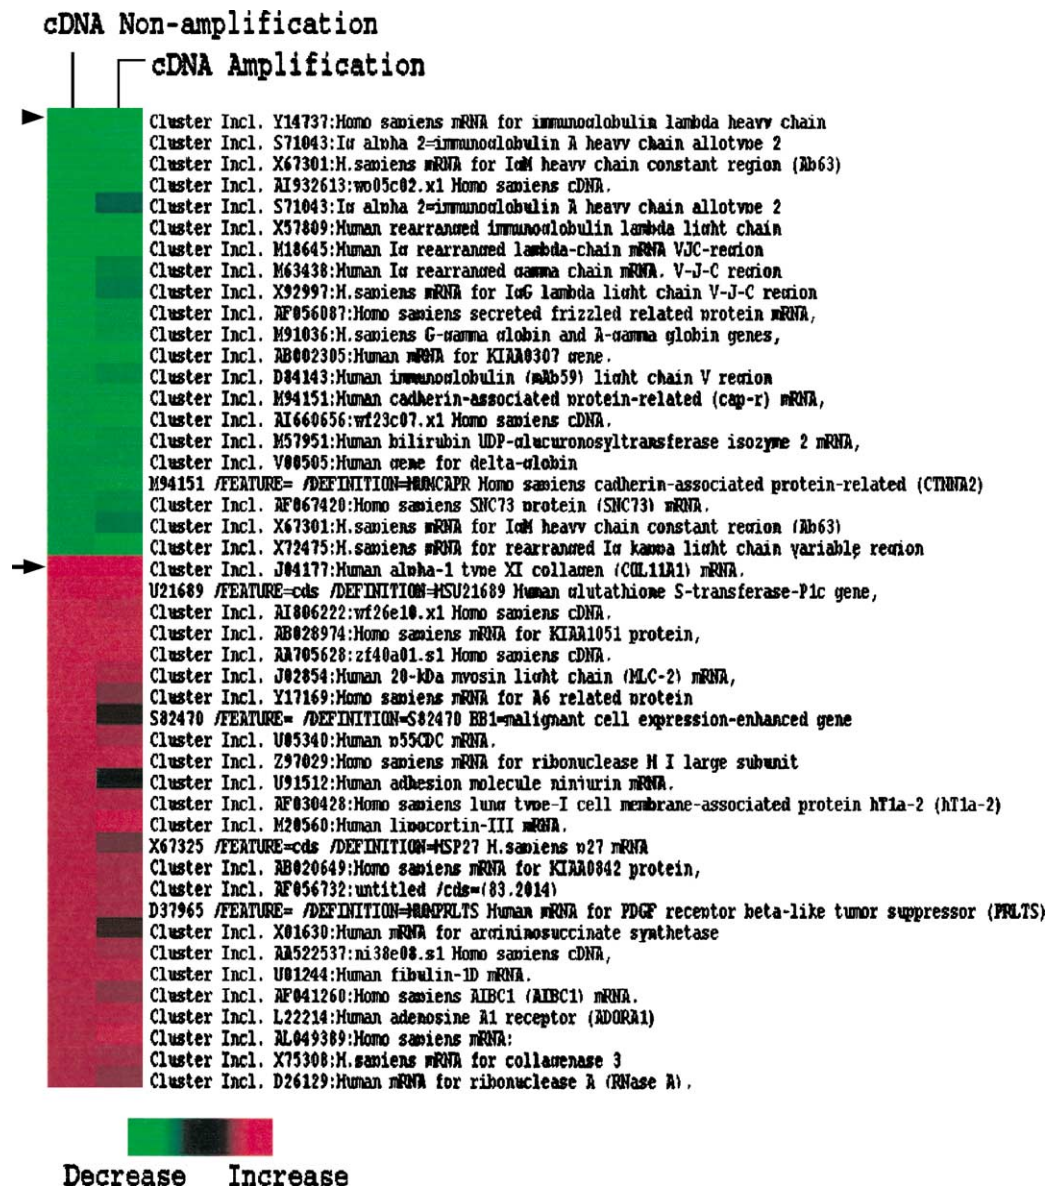 cDNA Non-amplification
cDNA Amplification
Cluster Incl. Y14737:Homo sapiens mRNA for immunoglobulin lambda heavy chain
Cluster Incl. S71043:Ig alpha 2=immunoglobulin A heavy chain allotype 2
Cluster Incl. X67301:H.sapiens mRNA for IgM heavy chain constant region (Ab63)
Cluster Incl. AI932613:wo05c02.x1 Homo sapiens cDNA,
Cluster Incl. S71043:Ig alpha 2=immunoglobulin A heavy chain allotype 2
Cluster Incl. X57809:Human rearranged immunoglobulin lambda light chain
Cluster Incl. M18645:Human Ig rearranged lambda-chain mRNA VJC-region
Cluster Incl. M63438:Human Ig rearranged gamma chain mRNA, V-J-C region
Cluster Incl. X92997:H.sapiens mRNA for IgG lambda light chain V-J-C region
Cluster Incl. AF056087:Homo sapiens secreted frizzled related protein mRNA,
Cluster Incl. M91036:H.sapiens G-gamma globin and A-gamma globin genes,
Cluster Incl. AB002305:Human mRNA for KIAA0307 gene,
Cluster Incl. D84143:Human immunoglobulin (mAb59) light chain V region
Cluster Incl. M94151:Human cadherin-associated protein-related (cap-r) mRNA,
Cluster Incl. AI660656:wf23c07.x1 Homo sapiens cDNA,
Cluster Incl. M57951:Human bilirubin UDP-glucuronosyltransferase isozyme 2 mRNA,
Cluster Incl. V00505:Human gene for delta-globin
M94151 /FEATURE= /DEFINITION=HUMCAPR Homo sapiens cadherin-associated protein-related (CTNNA2)
Cluster Incl. AF067420:Homo sapiens SNC73 protein (SNC73) mRNA,
Cluster Incl. X67301:H.sapiens mRNA for IgM heavy chain constant region (Ab63)
Cluster Incl. X72475:H.sapiens mRNA for rearranged Ig kappa light chain variable region
Cluster Incl. J04177:Human alpha-1 type XI collagen (COL11A1) mRNA,
U21689 /FEATURE=cds /DEFINITION=HSU21689 Human glutathione S-transferase-P1c gene,
Cluster Incl. AI806222:wf26e10.x1 Homo sapiens cDNA,
Cluster Incl. AB028974:Homo sapiens mRNA for KIAA1051 protein,
Cluster Incl. AA705628:zf40a01.s1 Homo sapiens cDNA,
Cluster Incl. J02854:Human 20-kDa myosin light chain (MLC-2) mRNA,
Cluster Incl. Y17169:Homo sapiens mRNA for A6 related protein
S82470 /FEATURE= /DEFINITION=S82470 BB1=malignant cell expression-enhanced gene
Cluster Incl. U05340:Human p55CDC mRNA,
Cluster Incl. Z97029:Homo sapiens mRNA for ribonuclease H I large subunit
Cluster Incl. U91512:Human adhesion molecule ninjurin mRNA,
Cluster Incl. AF030428:Homo sapiens lung type-I cell membrane-associated protein hT1a-2 (hT1a-2)
Cluster Incl. M20560:Human lipocortin-III mRNA,
X67325 /FEATURE=cds /DEFINITION=HSP27 H.sapiens p27 mRNA
Cluster Incl. AB020649:Homo sapiens mRNA for KIAA0842 protein,
Cluster Incl. AF056732:untitled /cds=(83,2014)
D37965 /FEATURE= /DEFINITION=HUMPRLTS Human mRNA for PDGF receptor beta-like tumor suppressor (PRLTS)
Cluster Incl. X01630:Human mRNA for argininosuccinate synthetase
Cluster Incl. AA522537:ni38e08.s1 Homo sapiens cDNA,
Cluster Incl. U01244:Human fibulin-1D mRNA,
Cluster Incl. AF041260:Homo sapiens AIBC1 (AIBC1) mRNA,
Cluster Incl. L22214:Human adenosine A1 receptor (ADORA1)
Cluster Incl. AL049389:Homo sapiens mRNA;
Cluster Incl. X75308:H.sapiens mRNA for collagenase 3
Cluster Incl. D26129:Human mRNA for ribonuclease A (RNase A),
Decrease Increase